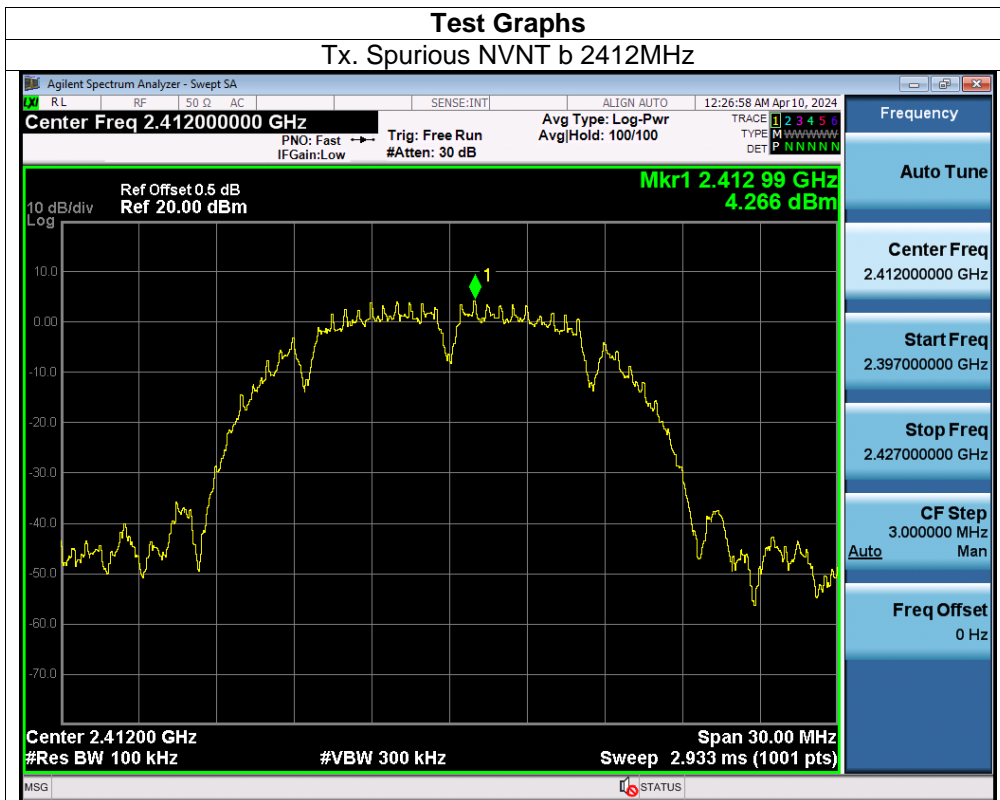 Test Graphs
Tx. Spurious NVNT b 2412MHz
Agilent Spectrum Analyzer - Swept SA
LXI RL RF 50 Ω AC SENSE:INT ALIGN AUTO 12:26:58 AM Apr 10, 2024
Center Freq 2.412000000 GHz
PNO: Fast
IFGain:Low
Trig: Free Run
#Atten: 30 dB
Avg Type: Log-Pwr
Avg|Hold: 100/100
TRACE 1 2 3 4 5 6
TYPE M WWWWW
DET P N N N N N
Mkr1 2.412 99 GHz
4.266 dBm
Ref Offset 0.5 dB
10 dB/div Ref 20.00 dBm
Log
10.0
1
0.00
-10.0
-20.0
-30.0
-40.0
-50.0
-60.0
-70.0
Center 2.41200 GHz Span 30.00 MHz
#Res BW 100 kHz #VBW 300 kHz Sweep 2.933 ms (1001 pts)
MSG STATUS
Frequency
Auto Tune
Center Freq
2.412000000 GHz
Start Freq
2.397000000 GHz
Stop Freq
2.427000000 GHz
CF Step
3.000000 MHz
Auto Man
Freq Offset
0 Hz